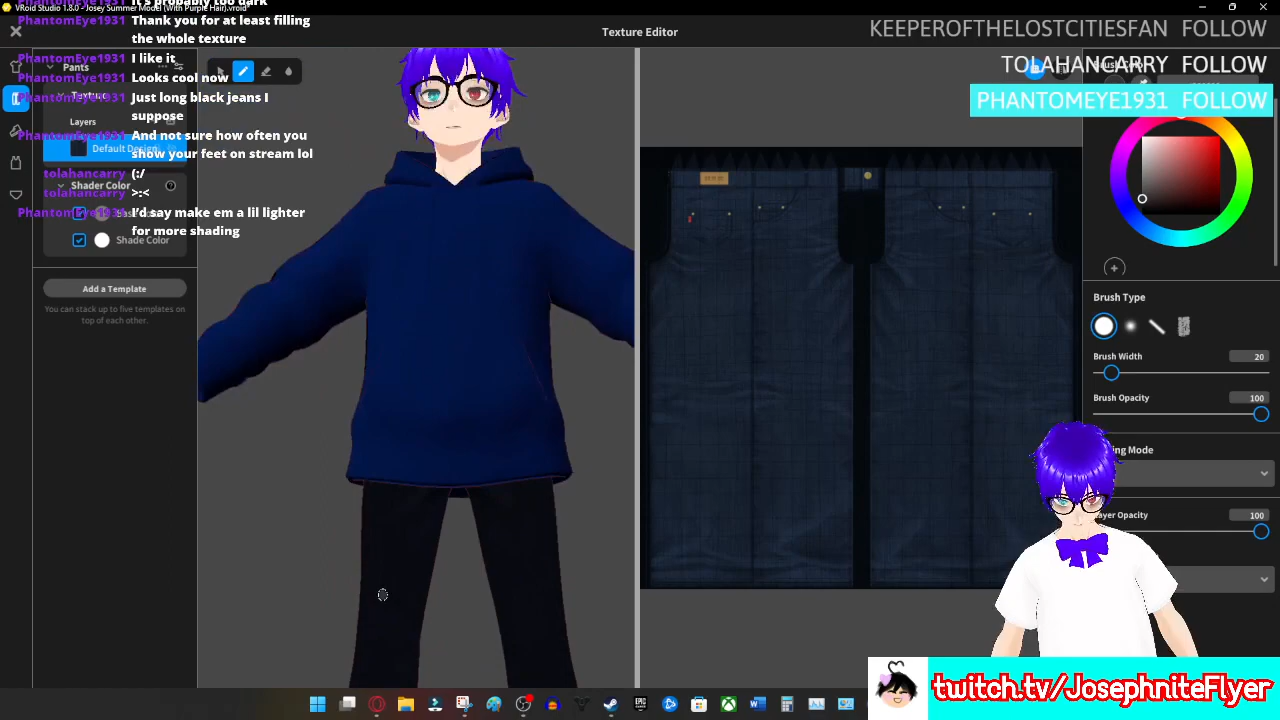 VRoid Studio 1.8.0 - Josey Summer Model (With Purple Hair).vroid*
Texture Editor
It's probably too dark
PhantomEye1931 Thank you for at least filling
the whole texture
PhantomEye1931 I like it
PhantomEye1931 Looks cool now
PhantomEye1931 Just long black jeans I
suppose
PhantomEye1931 And not sure how often you
show your feet on stream lol
tolahancarry (:/
tolahancarry >:<
PhantomEye1931 I'd say make em a lil lighter
for more shading
Pants
Texture
Layers
Default Design
Shader Color
Shade Color
Add a Template
You can stack up to five templates on
top of each other.
KEEPEROFTHELOSTCITIESFAN FOLLOW
TOLAHANCARRY FOLLOW
PHANTOMEYE1931 FOLLOW
Brush Type
Brush Width 20
Brush Opacity 100
Mode
Layer Opacity 100
twitch.tv/JosephniteFlyer